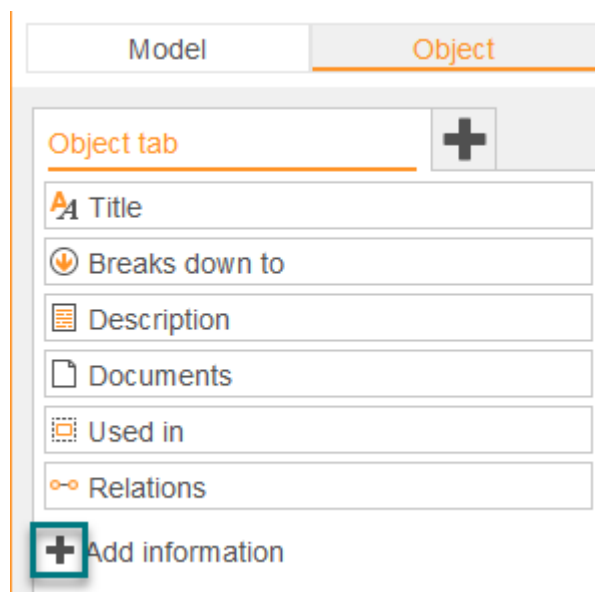 Model Object
Object tab
Title
Breaks down to
Description
Documents
Used in
Relations
Add information